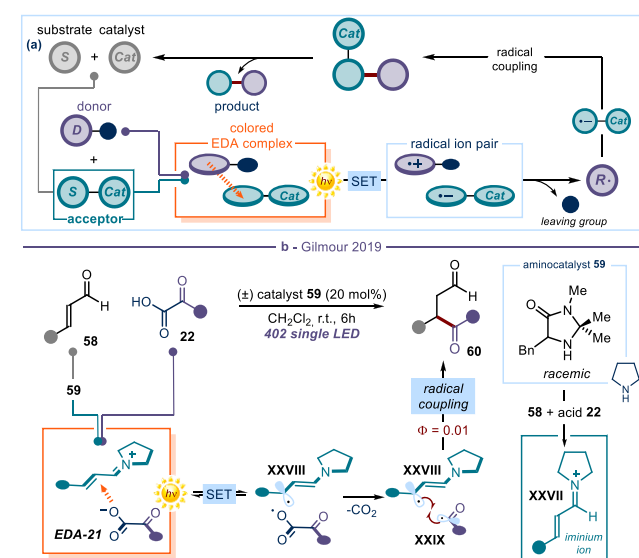 (a)
substrate catalyst
S + Cat
Cat
product
radical
coupling
donor
D
+
S Cat
acceptor
colored
EDA complex
Cat
hν
SET
radical ion pair
•+
•− Cat
•− Cat
R•
leaving group
b - Gilmour 2019
O
H
58
O
HO
O
22
(±) catalyst 59 (20 mol%)
CH2Cl2, r.t., 6h
402 single LED
O
H
O
60
aminocatalyst 59
O
Me
N
Me
Me
N
H
Bn
racemic
N
H
59
58 + acid 22
radical
coupling
Φ = 0.01
N
+
−
O
O
O
EDA-21
hν
SET
XXVIII
N
•O
O
O
-CO2
XXVIII
N
O
XXIX
XXVII
+
N
H
iminium
ion